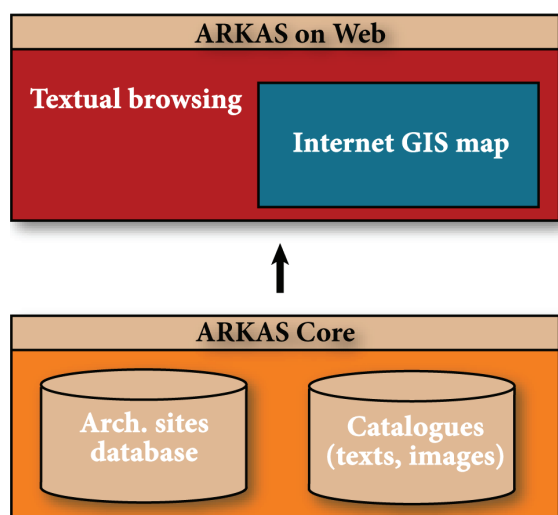 ARKAS on Web
Textual browsing
Internet GIS map
ARKAS Core
Arch. sites
database
Catalogues
(texts, images)